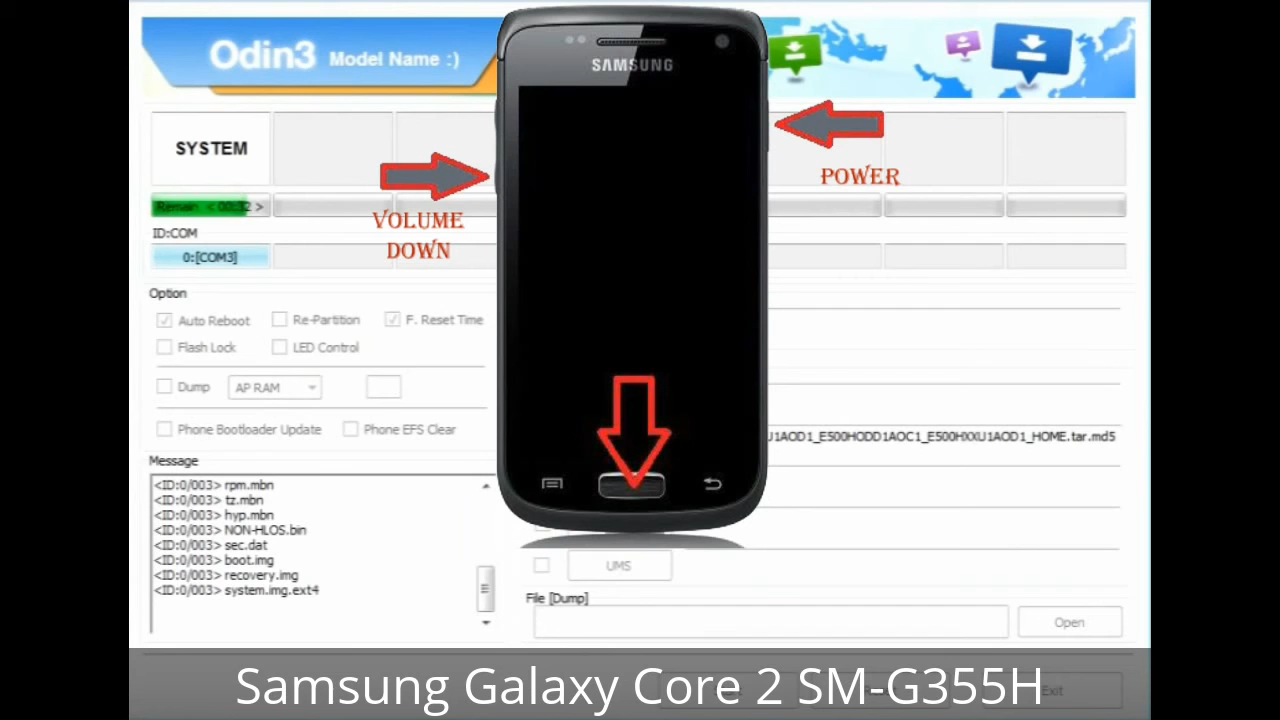 Odin3 Model Name :)
SAMSUNG
SYSTEM
POWER
Remain < 00:32 >
VOLUME
DOWN
ID:COM
0:[COM3]
Option
Auto Reboot
Re-Partition
F. Reset Time
Flash Lock
LED Control
Dump
AP RAM
Phone Bootloader Update
Phone EFS Clear
U1AOD1_E500HODD1AOC1_E500HXXU1AOD1_HOME.tar.md5
Message
<ID:0/003> rpm.mbn
<ID:0/003> tz.mbn
<ID:0/003> hyp.mbn
<ID:0/003> NON-HLOS.bin
<ID:0/003> sec.dat
<ID:0/003> boot.img
<ID:0/003> recovery.img
<ID:0/003> system.img.ext4
UMS
File [Dump]
Open
Samsung Galaxy Core 2 SM-G355H
Exit